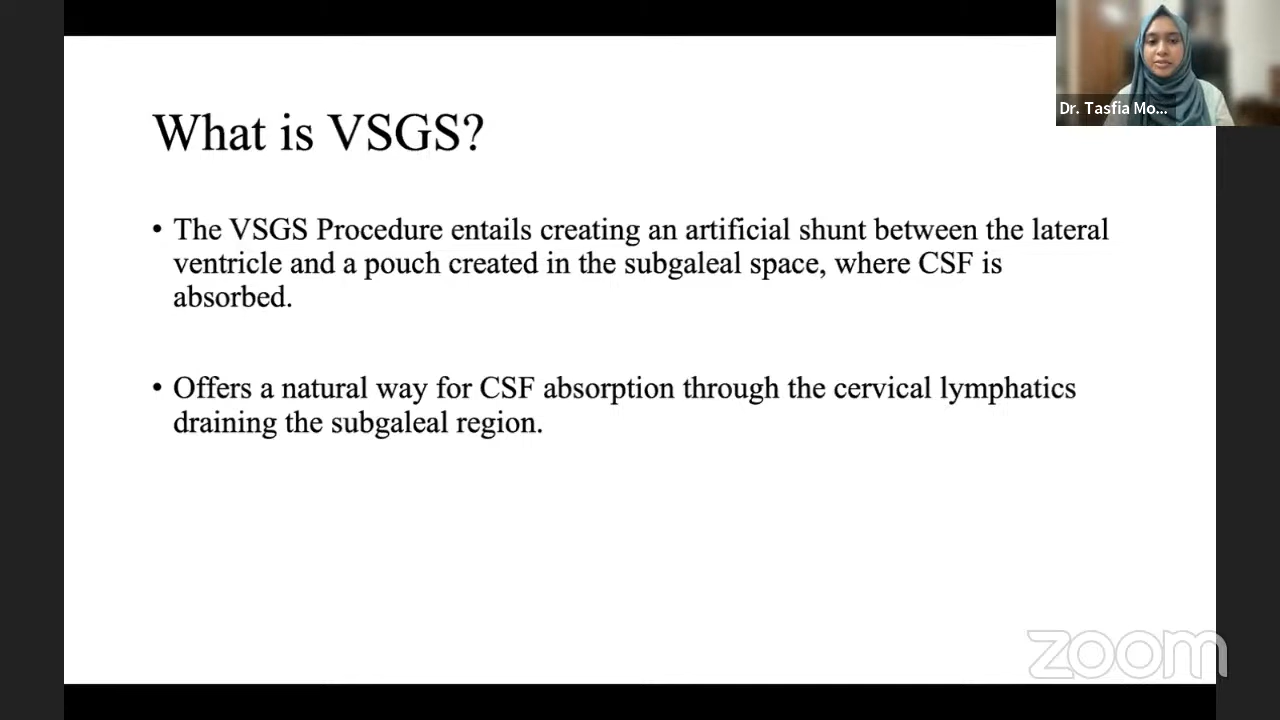 Dr. Tasfia Mo...
What is VSGS?
• The VSGS Procedure entails creating an artificial shunt between the lateral
ventricle and a pouch created in the subgaleal space, where CSF is
absorbed.
• Offers a natural way for CSF absorption through the cervical lymphatics
draining the subgaleal region.
zoom